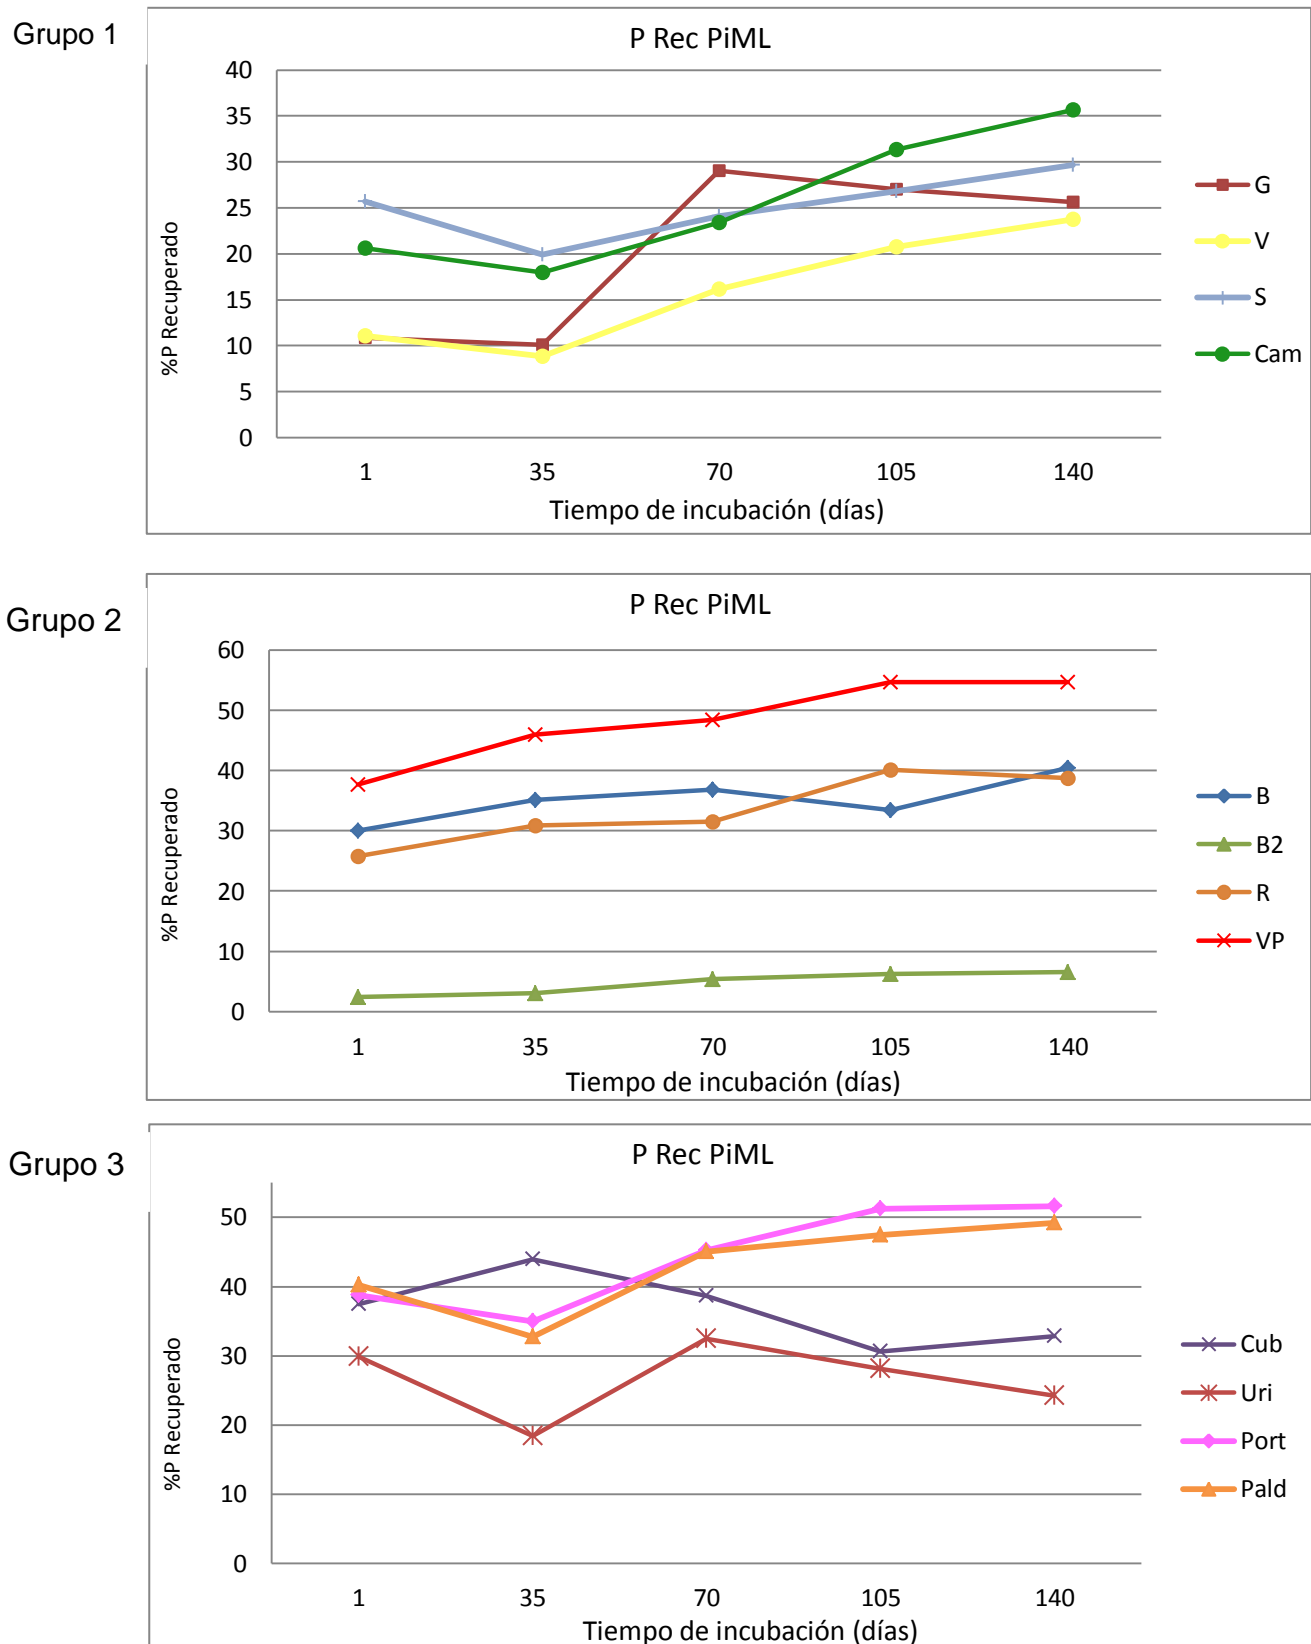 Grupo 1
P Rec PiML
40
35
30
25
20
15
10
5
0
%P Recuperado
1 35 70 105 140
Tiempo de incubación (días)
G
V
S
Cam
Grupo 2
P Rec PiML
60
50
40
30
20
10
0
%P Recuperado
1 35 70 105 140
Tiempo de incubación (días)
B
B2
R
VP
Grupo 3
P Rec PiML
50
40
30
20
10
0
%P Recuperado
1 35 70 105 140
Tiempo de incubación (días)
Cub
Uri
Port
Pald